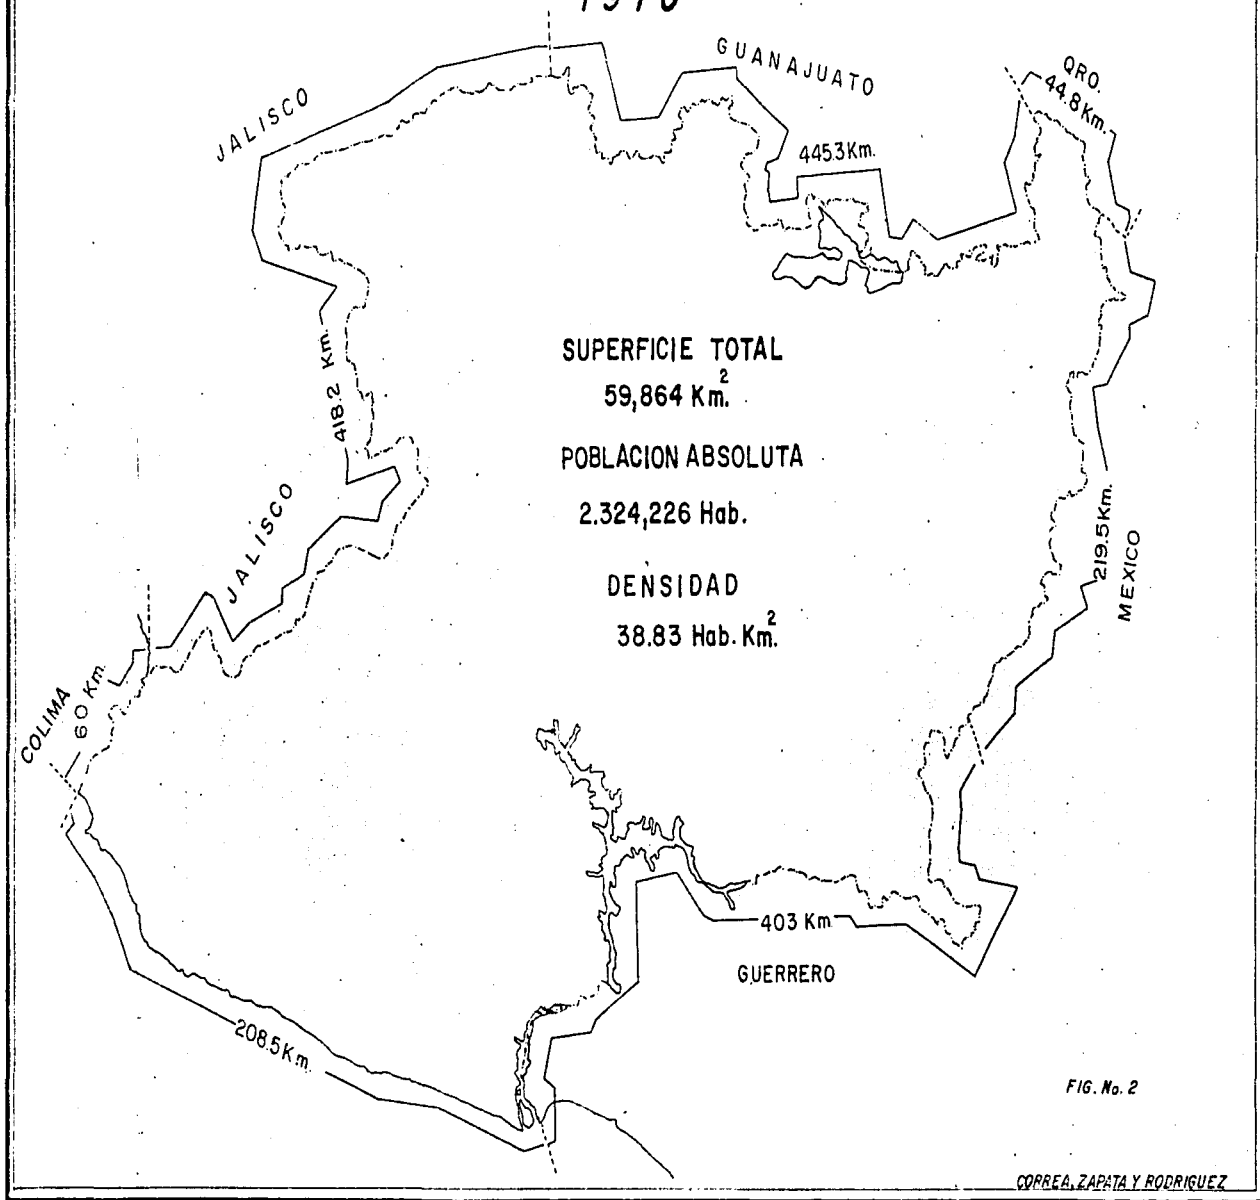 JALISCO
GUANAJUATO
QRO.
44.8 Km.
445.3 Km.
418.2 Km.
SUPERFICIE TOTAL
59,864 Km.²
POBLACION ABSOLUTA
2.324,226 Hab.
DENSIDAD
38.83 Hab. Km.²
JALISCO
219.5 Km.
MEXICO
COLIMA
60 Km.
403 Km
GUERRERO
208.5 Km.
FIG. No. 2
CORREA, ZAPATA Y RODRIGUEZ